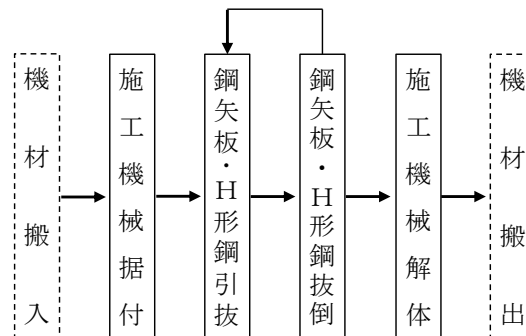 機材搬入
施工機械据付
鋼矢板・H形鋼引抜
鋼矢板・H形鋼抜倒
施工機械解体
機材搬出